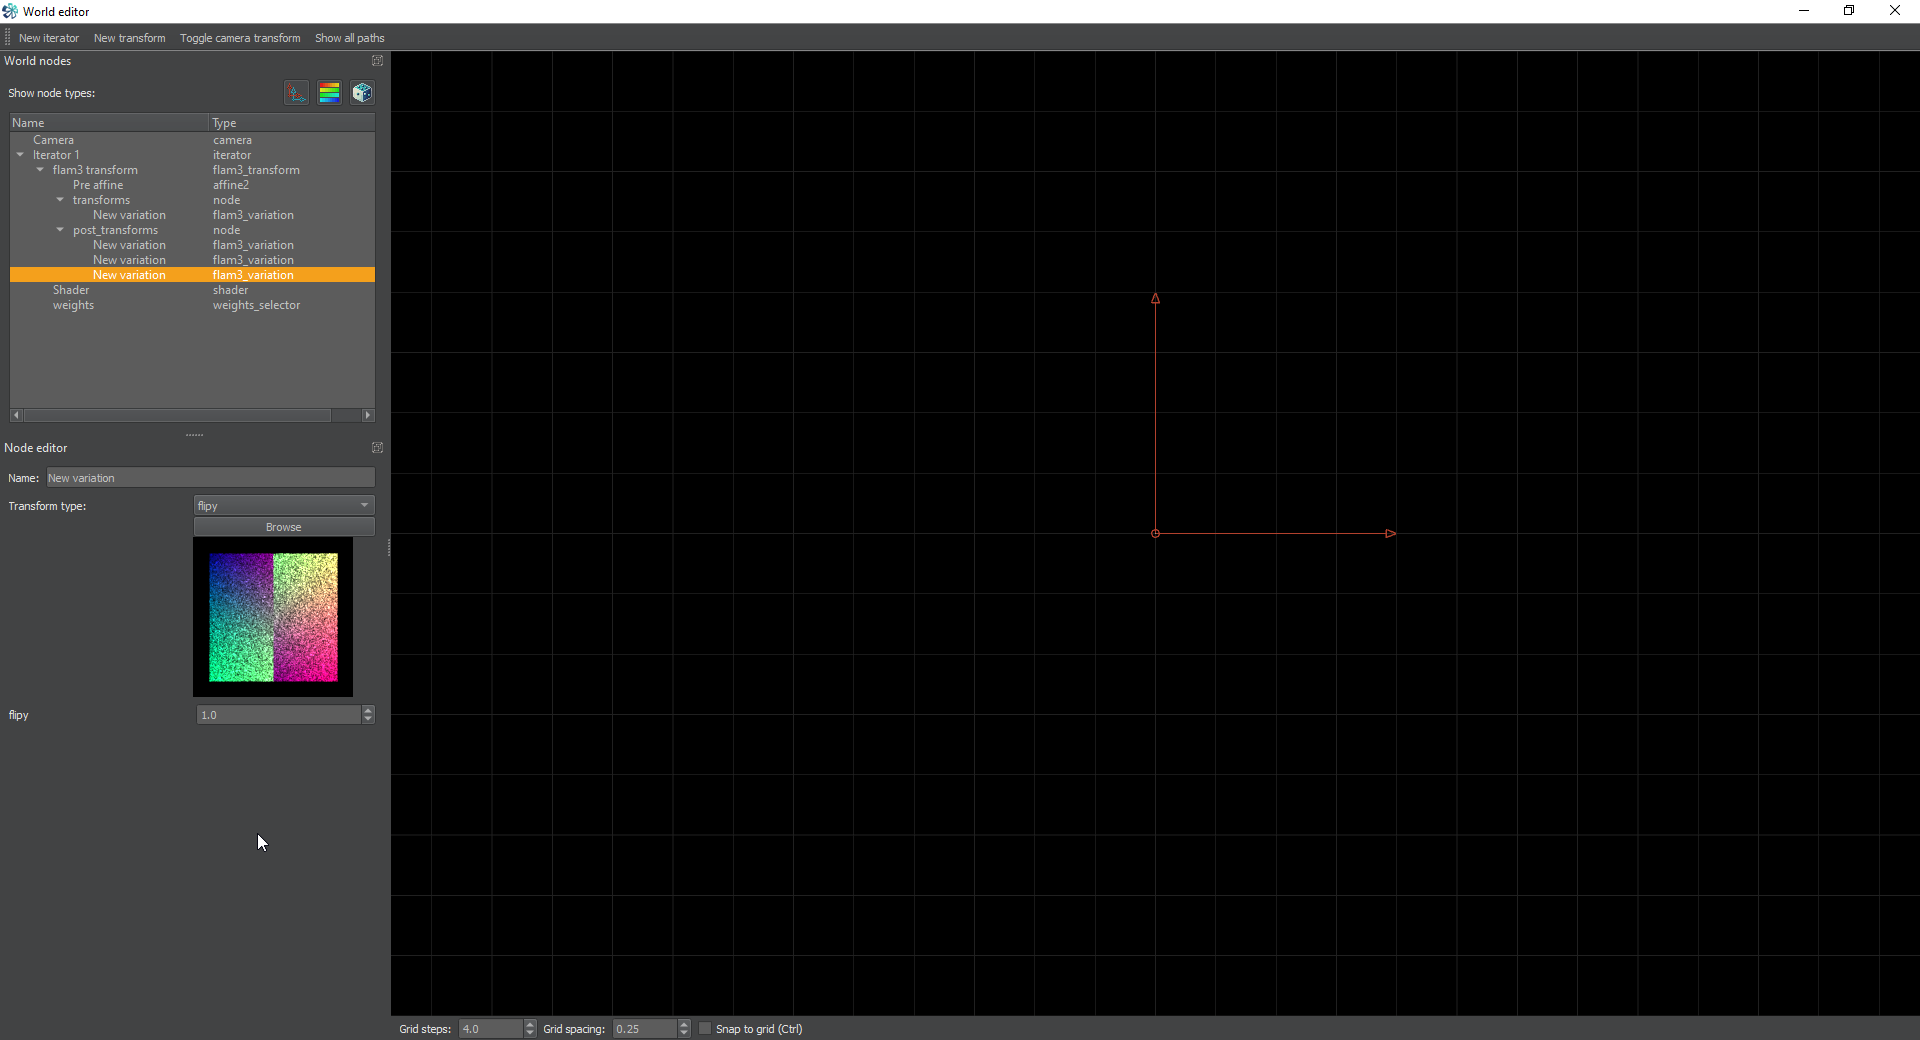 World editor
New iterator New transform Toggle camera transform Show all paths
World nodes
Show node types:
Name Type
Camera camera
Iterator 1 iterator
flam3 transform flam3_transform
Pre affine affine2
transforms node
New variation flam3_variation
post_transforms node
New variation flam3_variation
New variation flam3_variation
New variation flam3_variation
Shader shader
weights weights_selector
Node editor
Name: New variation
Transform type: flipy
Browse
flipy 1.0
Grid steps: 4.0 Grid spacing: 0.25 Snap to grid (Ctrl)